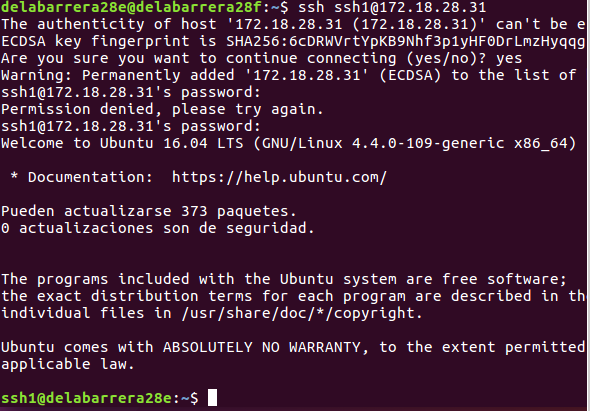 delabarrera28e@delabarrera28f:~$ ssh ssh1@172.18.28.31
The authenticity of host '172.18.28.31 (172.18.28.31)' can't be e
ECDSA key fingerprint is SHA256:6cDRWVrtYpKB9Nhf3p1yHF0DrLmzHyqqg
Are you sure you want to continue connecting (yes/no)? yes
Warning: Permanently added '172.18.28.31' (ECDSA) to the list of
ssh1@172.18.28.31's password:
Permission denied, please try again.
ssh1@172.18.28.31's password:
Welcome to Ubuntu 16.04 LTS (GNU/Linux 4.4.0-109-generic x86_64)
* Documentation:  https://help.ubuntu.com/
Pueden actualizarse 373 paquetes.
0 actualizaciones son de seguridad.
The programs included with the Ubuntu system are free software;
the exact distribution terms for each program are described in th
individual files in /usr/share/doc/*/copyright.
Ubuntu comes with ABSOLUTELY NO WARRANTY, to the extent permitted
applicable law.
ssh1@delabarrera28e:~$